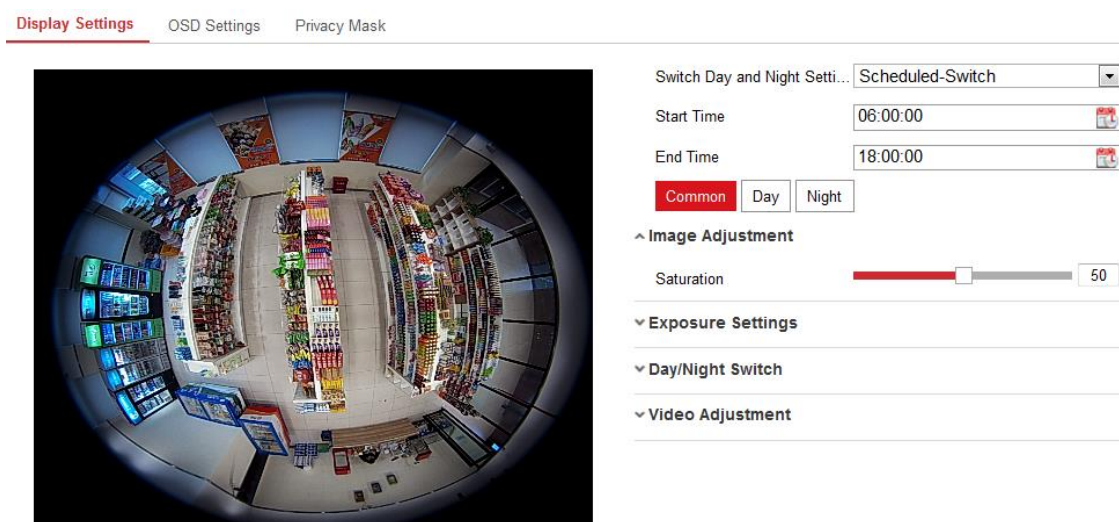 Display Settings OSD Settings Privacy Mask
Switch Day and Night Setti... Scheduled-Switch
Start Time 06:00:00
End Time 18:00:00
Common Day Night
Image Adjustment
Saturation 50
Exposure Settings
Day/Night Switch
Video Adjustment